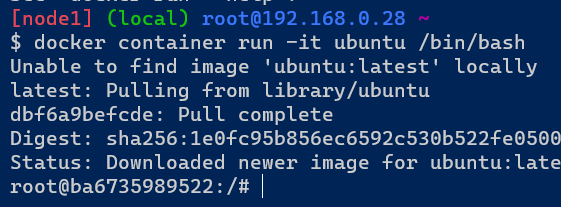 [node1] (local) root@192.168.0.28 ~
$ docker container run -it ubuntu /bin/bash
Unable to find image 'ubuntu:latest' locally
latest: Pulling from library/ubuntu
dbf6a9befcde: Pull complete
Digest: sha256:1e0fc95b856ec6592c530b522fe0500
Status: Downloaded newer image for ubuntu:late
root@ba6735989522:/#